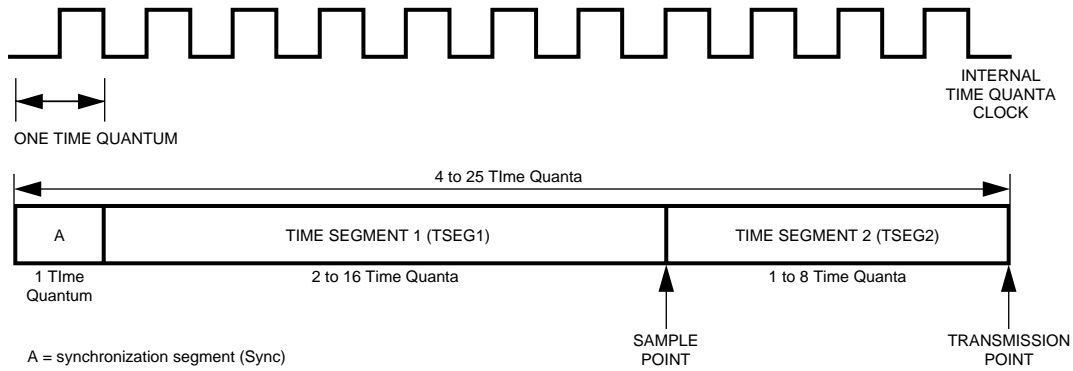 INTERNAL
TIME QUANTA
CLOCK
ONE TIME QUANTUM
4 to 25 TIme Quanta
A
TIME SEGMENT 1 (TSEG1)
TIME SEGMENT 2 (TSEG2)
1 TIme
Quantum
2 to 16 Time Quanta
1 to 8 Time Quanta
A = synchronization segment (Sync)
SAMPLE
POINT
TRANSMISSION
POINT